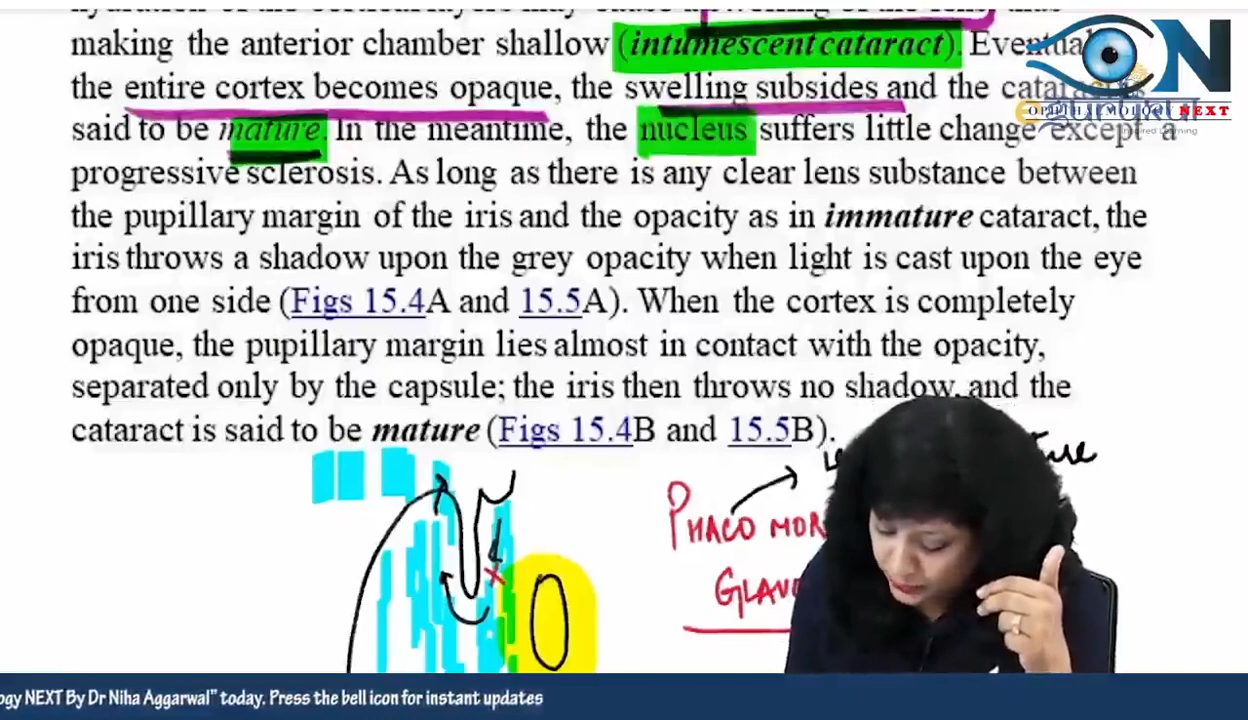 making the anterior chamber shallow (intumescent cataract).
the entire cortex becomes opaque, the swelling subsides and the
said to be mature. In the meantime, the nucleus suffers little change except a
progressive sclerosis. As long as there is any clear lens substance between
the pupillary margin of the iris and the opacity as in immature cataract, the
iris throws a shadow upon the grey opacity when light is cast upon the eye
from one side (Figs 15.4A and 15.5A). When the cortex is completely
opaque, the pupillary margin lies almost in contact with the opacity,
separated only by the capsule; the iris then throws no shadow, and the
cataract is said to be mature (Figs 15.4B and 15.5B).
N
NEXT
Inspired Learning
PHACO MOR
GLAU
ogy NEXT By Dr Niha Aggarwal" today. Press the bell icon for instant updates